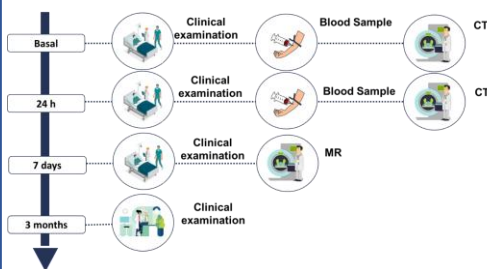 Basal
Clinical
examination
Blood Sample
CT
24 h
Clinical
examination
Blood Sample
CT
7 days
Clinical
examination
MR
3 months
Clinical
examination